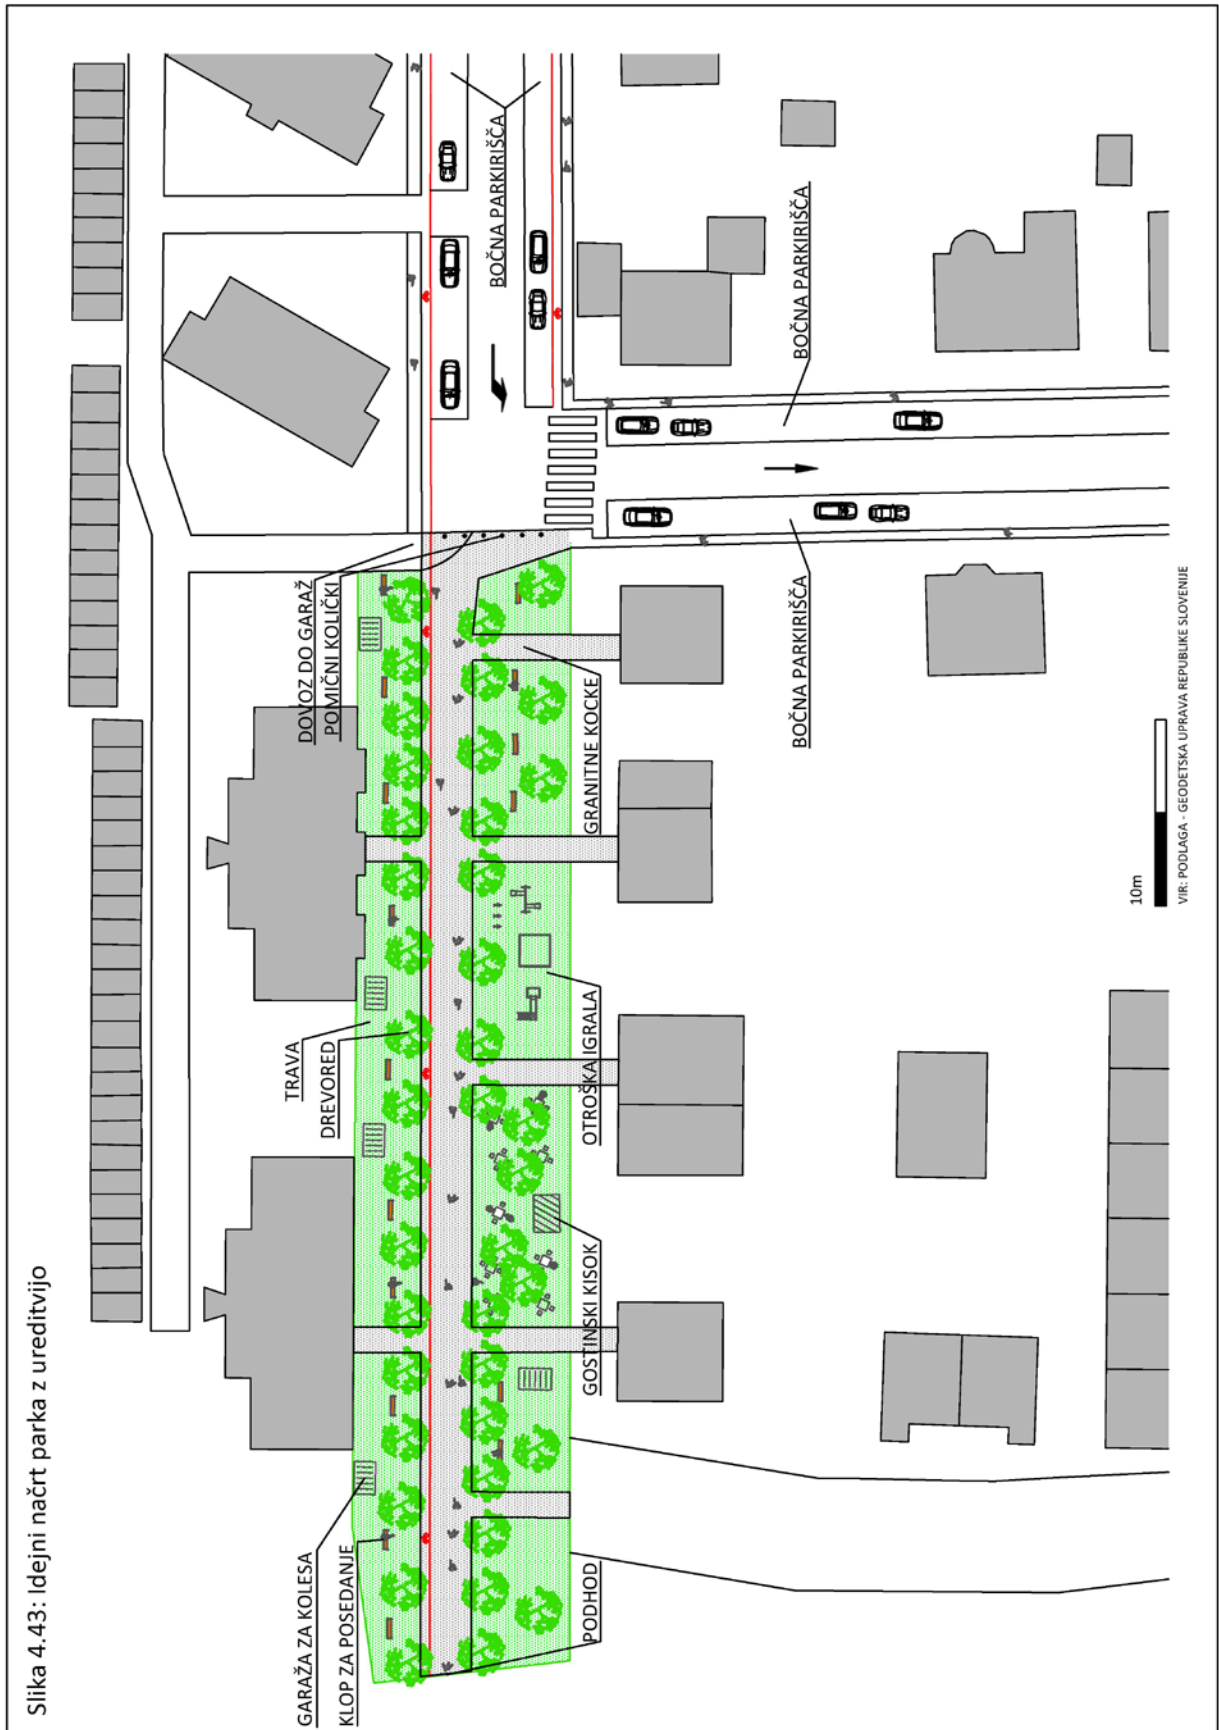 Slika 4.43: Idejni načrt parka z ureditvijo
GARAŽA ZA KOLESA
KLOP ZA POSEDANJE
TRAVA
DREVORED
DOVOZ DO GARAŽ
POMIČNI KOLIČKI
BOČNA PARKIRIŠČA
PODHOD
GOSTINSKI KISOK
OTROŠKA IGRALA
GRANITNE KOCKE
BOČNA PARKIRIŠČA
BOČNA PARKIRIŠČA
10m
VIR: PODLAGA - GEODETSKA UPRAVA REPUBLIKE SLOVENIJE